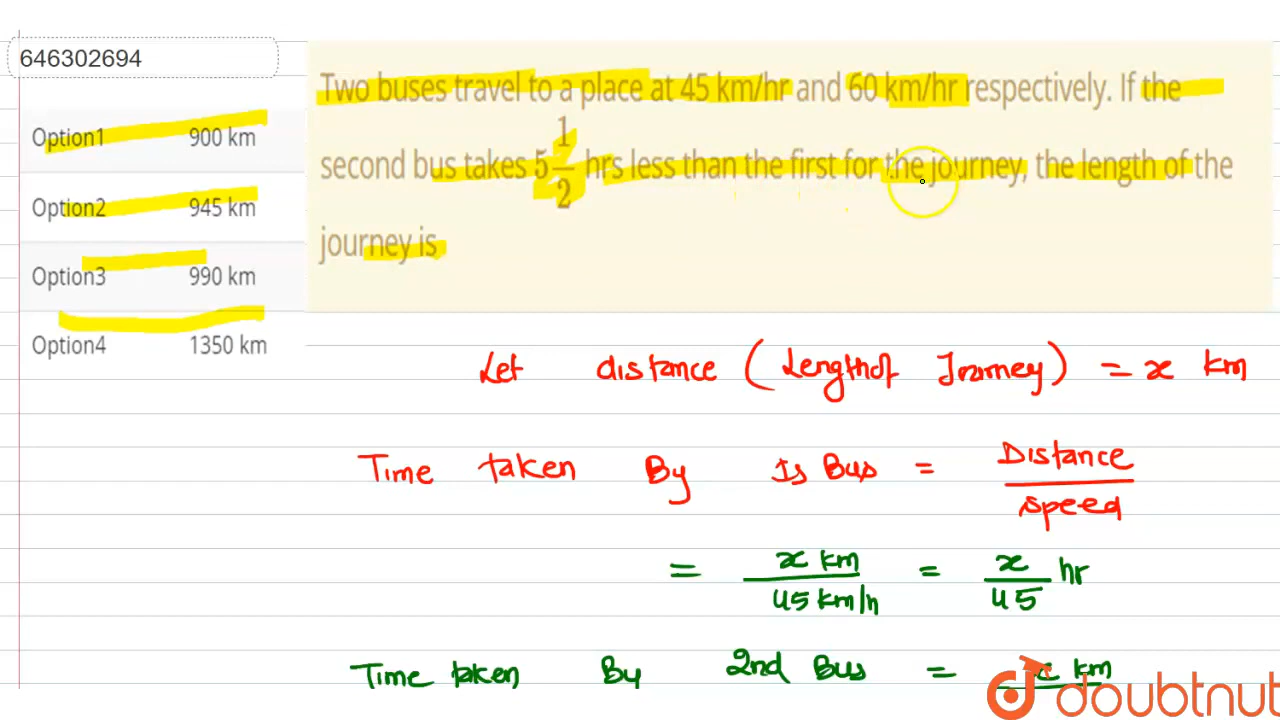 646302694
Option1 900 km
Option2 945 km
Option3 990 km
Option4 1350 km
Two buses travel to a place at 45 km/hr and 60 km/hr respectively. If the
second bus takes 5 1/2 hrs less than the first for the journey, the length of the
journey is
Let distance (Length of Journey) = x km
Time taken By Is Bus = Distance / speed
= x km / 45 km/h = x / 45 hr
Time taken By 2nd Bus = x km
doubtnut